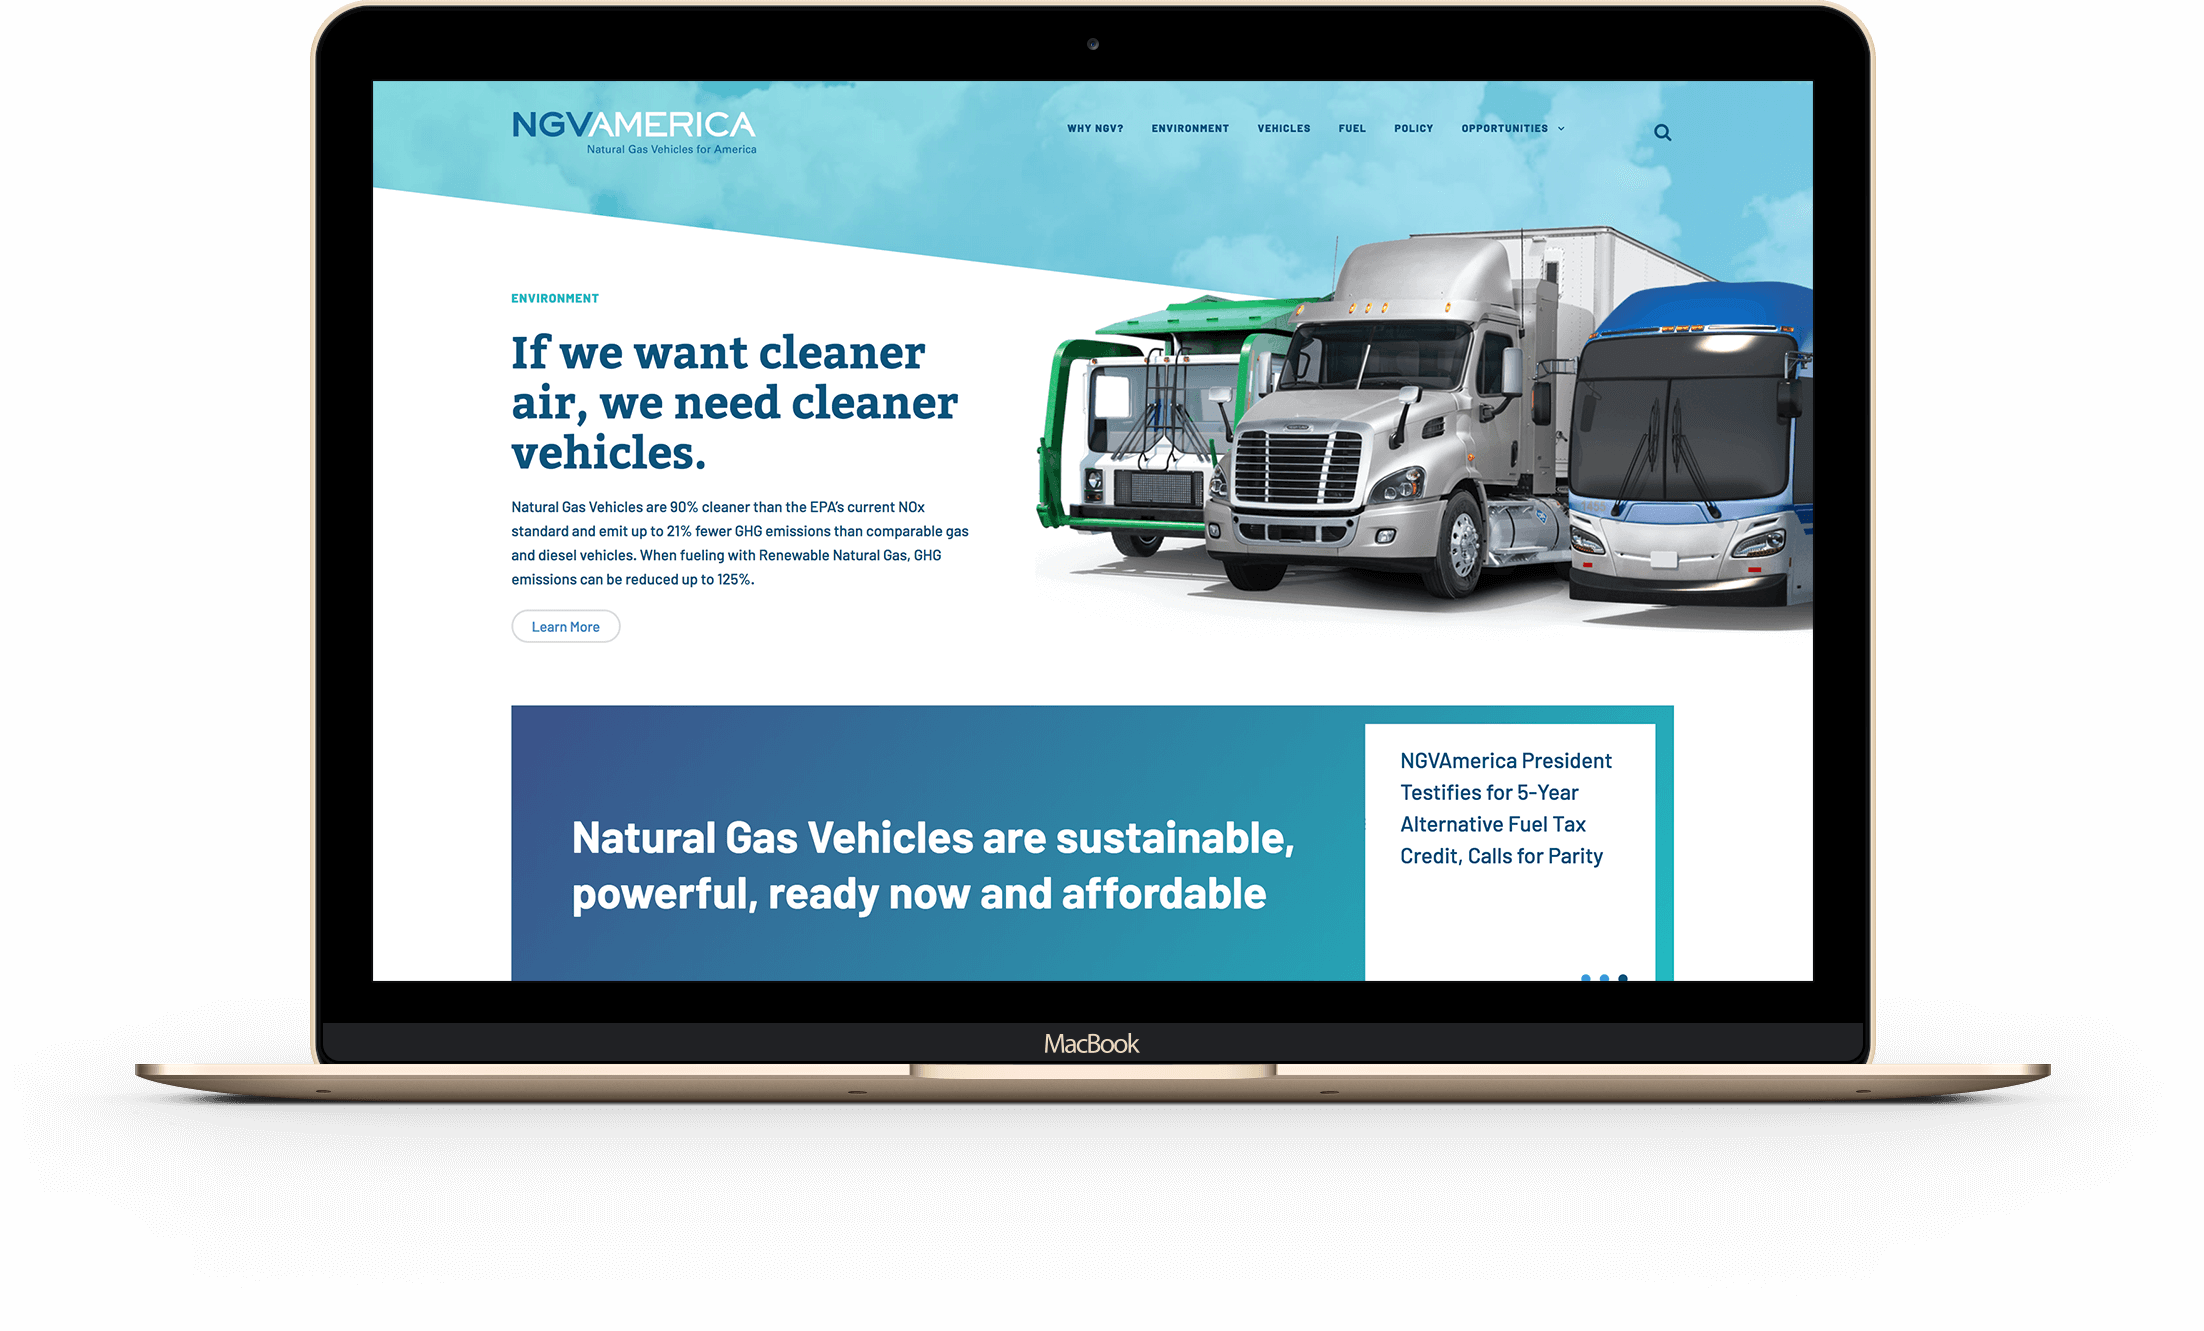 NGVAMERICA
Natural Gas Vehicles for America
WHY NGV? ENVIRONMENT VEHICLES FUEL POLICY OPPORTUNITIES
ENVIRONMENT
If we want cleaner
air, we need cleaner
vehicles.
Natural Gas Vehicles are 90% cleaner than the EPA's current NOx
standard and emit up to 21% fewer GHG emissions than comparable gas
and diesel vehicles. When fueling with Renewable Natural Gas, GHG
emissions can be reduced up to 125%.
Learn More
Natural Gas Vehicles are sustainable,
powerful, ready now and affordable
NGVAmerica President
Testifies for 5-Year
Alternative Fuel Tax
Credit, Calls for Parity
MacBook